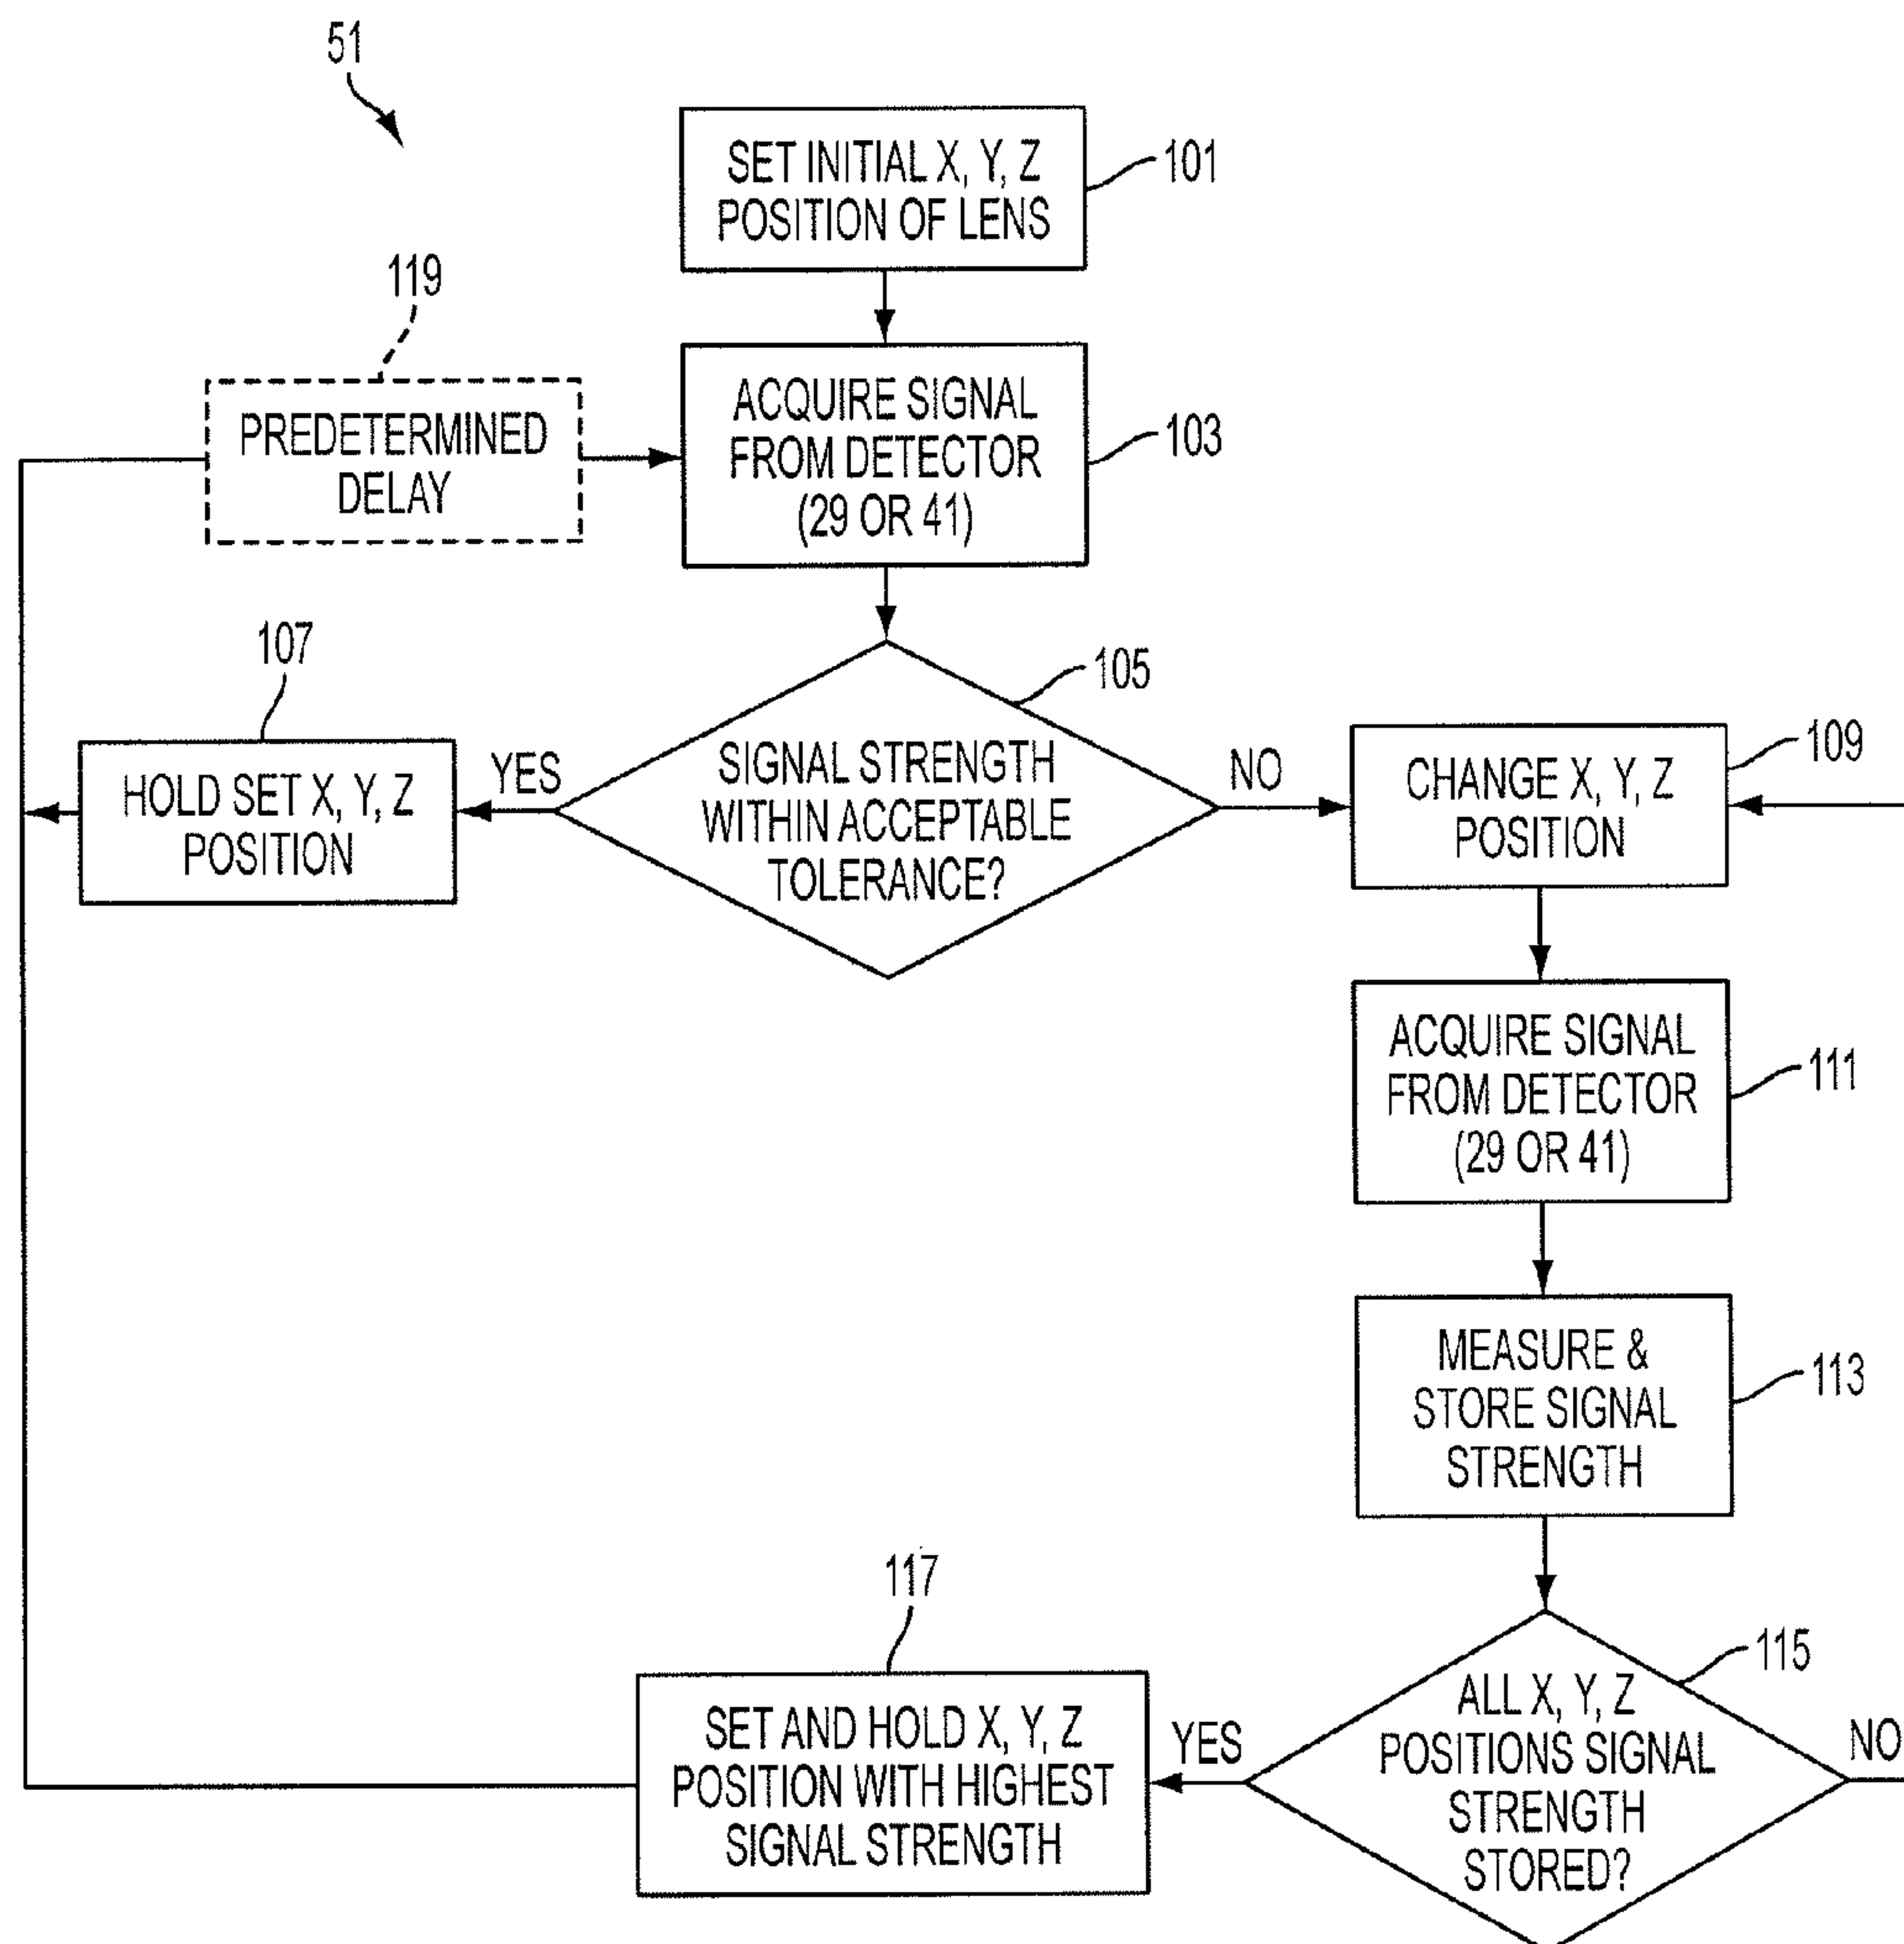 51
SET INITIAL X, Y, Z
POSITION OF LENS
101
119
PREDETERMINED
DELAY
ACQUIRE SIGNAL
FROM DETECTOR
(29 OR 41)
103
107
HOLD SET X, Y, Z
POSITION
YES
105
SIGNAL STRENGTH
WITHIN ACCEPTABLE
TOLERANCE?
NO
CHANGE X, Y, Z
POSITION
109
ACQUIRE SIGNAL
FROM DETECTOR
(29 OR 41)
111
MEASURE &
STORE SIGNAL
STRENGTH
113
117
SET AND HOLD X, Y, Z
POSITION WITH HIGHEST
SIGNAL STRENGTH
YES
115
ALL X, Y, Z
POSITIONS SIGNAL
STRENGTH
STORED?
NO